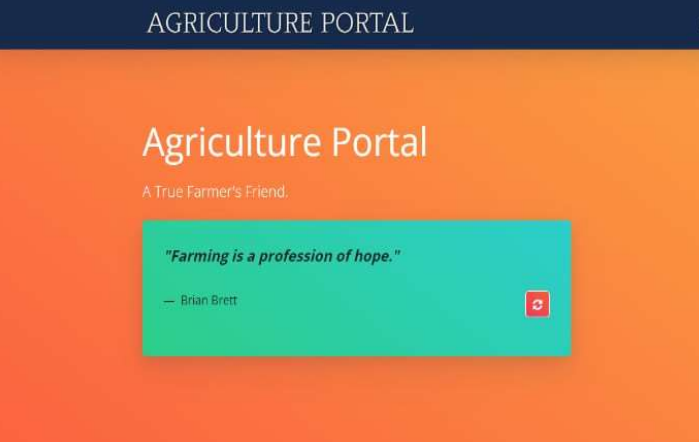 AGRICULTURE PORTAL
Agriculture Portal
A True Farmer's Friend.
"Farming is a profession of hope."
— Brian Brett